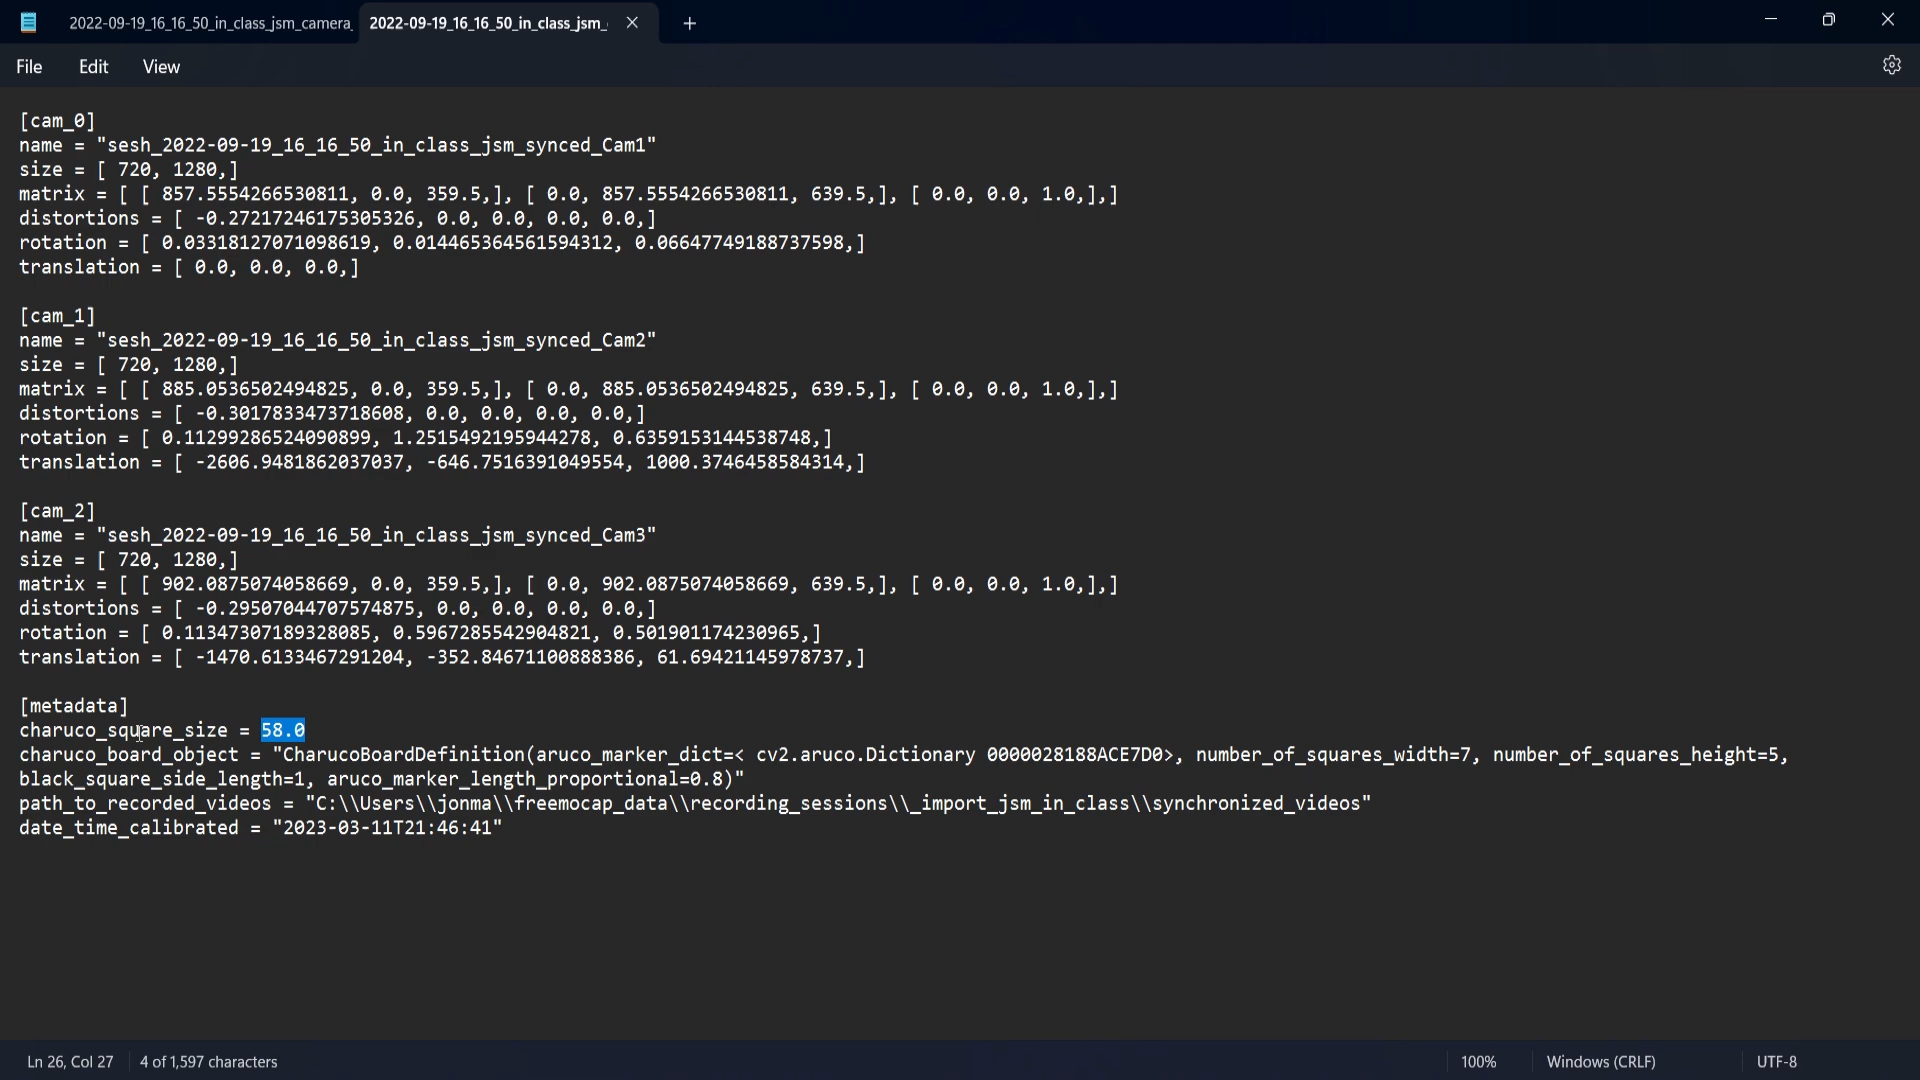 2022-09-19_16_16_50_in_class_jsm_camera_
2022-09-19_16_16_50_in_class_jsm_
File Edit View
[cam_0]
name = "sesh_2022-09-19_16_16_50_in_class_jsm_synced_Cam1"
size = [ 720, 1280,]
matrix = [ [ 857.5554266530811, 0.0, 359.5,], [ 0.0, 857.5554266530811, 639.5,], [ 0.0, 0.0, 1.0,],]
distortions = [ -0.27217246175305326, 0.0, 0.0, 0.0, 0.0,]
rotation = [ 0.03318127071098619, 0.014465364561594312, 0.06647749188737598,]
translation = [ 0.0, 0.0, 0.0,]
[cam_1]
name = "sesh_2022-09-19_16_16_50_in_class_jsm_synced_Cam2"
size = [ 720, 1280,]
matrix = [ [ 885.0536502494825, 0.0, 359.5,], [ 0.0, 885.0536502494825, 639.5,], [ 0.0, 0.0, 1.0,],]
distortions = [ -0.3017833473718608, 0.0, 0.0, 0.0, 0.0,]
rotation = [ 0.11299286524090899, 1.2515492195944278, 0.6359153144538748,]
translation = [ -2606.9481862037037, -646.7516391049554, 1000.3746458584314,]
[cam_2]
name = "sesh_2022-09-19_16_16_50_in_class_jsm_synced_Cam3"
size = [ 720, 1280,]
matrix = [ [ 902.0875074058669, 0.0, 359.5,], [ 0.0, 902.0875074058669, 639.5,], [ 0.0, 0.0, 1.0,],]
distortions = [ -0.29507044707574875, 0.0, 0.0, 0.0, 0.0,]
rotation = [ 0.11347307189328085, 0.5967285542904821, 0.501901174230965,]
translation = [ -1470.6133467291204, -352.84671100888386, 61.69421145978737,]
[metadata]
charuco_square_size = 58.0
charuco_board_object = "CharucoBoardDefinition(aruco_marker_dict=< cv2.aruco.Dictionary 0000028188ACE7D0>, number_of_squares_width=7, number_of_squares_height=5,
black_square_side_length=1, aruco_marker_length_proportional=0.8)"
path_to_recorded_videos = "C:\\Users\\jonma\\freemocap_data\\recording_sessions\\_import_jsm_in_class\\synchronized_videos"
date_time_calibrated = "2023-03-11T21:46:41"
Ln 26, Col 27 4 of 1,597 characters 100% Windows (CRLF) UTF-8